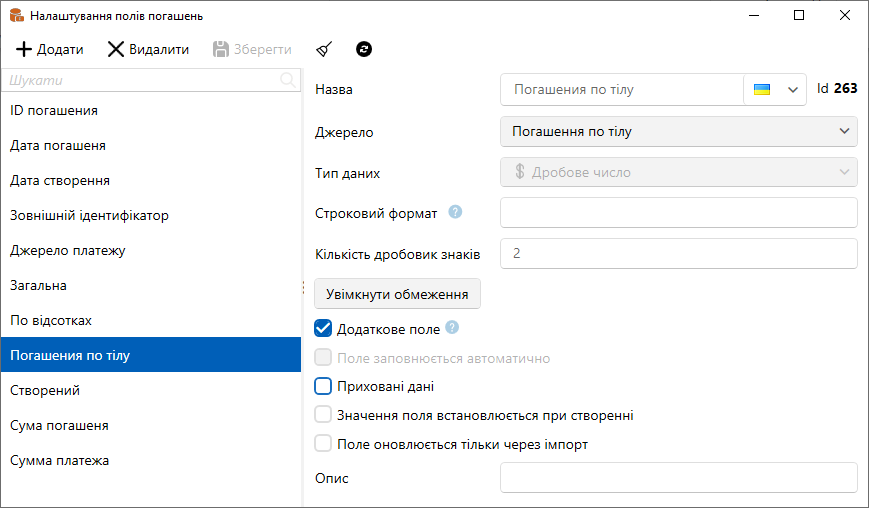 Налаштування полів погашень
Додати Видалити Зберегти
Шукати
ID погашения
Дата погашеня
Дата створення
Зовнішній ідентифікатор
Джерело платежу
Загальна
По відсотках
Погашения по тілу
Створений
Сума погашеня
Сумма платежа
Назва Погашения по тілу Id 263
Джерело Погашення по тілу
Тип даних $ Дробове число
Строковий формат ?
Кількість дробовик знаків 2
Увімкнути обмеження
Додаткове поле ?
Поле заповнюється автоматично
Приховані дані
Значення поля встановлюється при створенні
Поле оновлюється тільки через імпорт
Опис